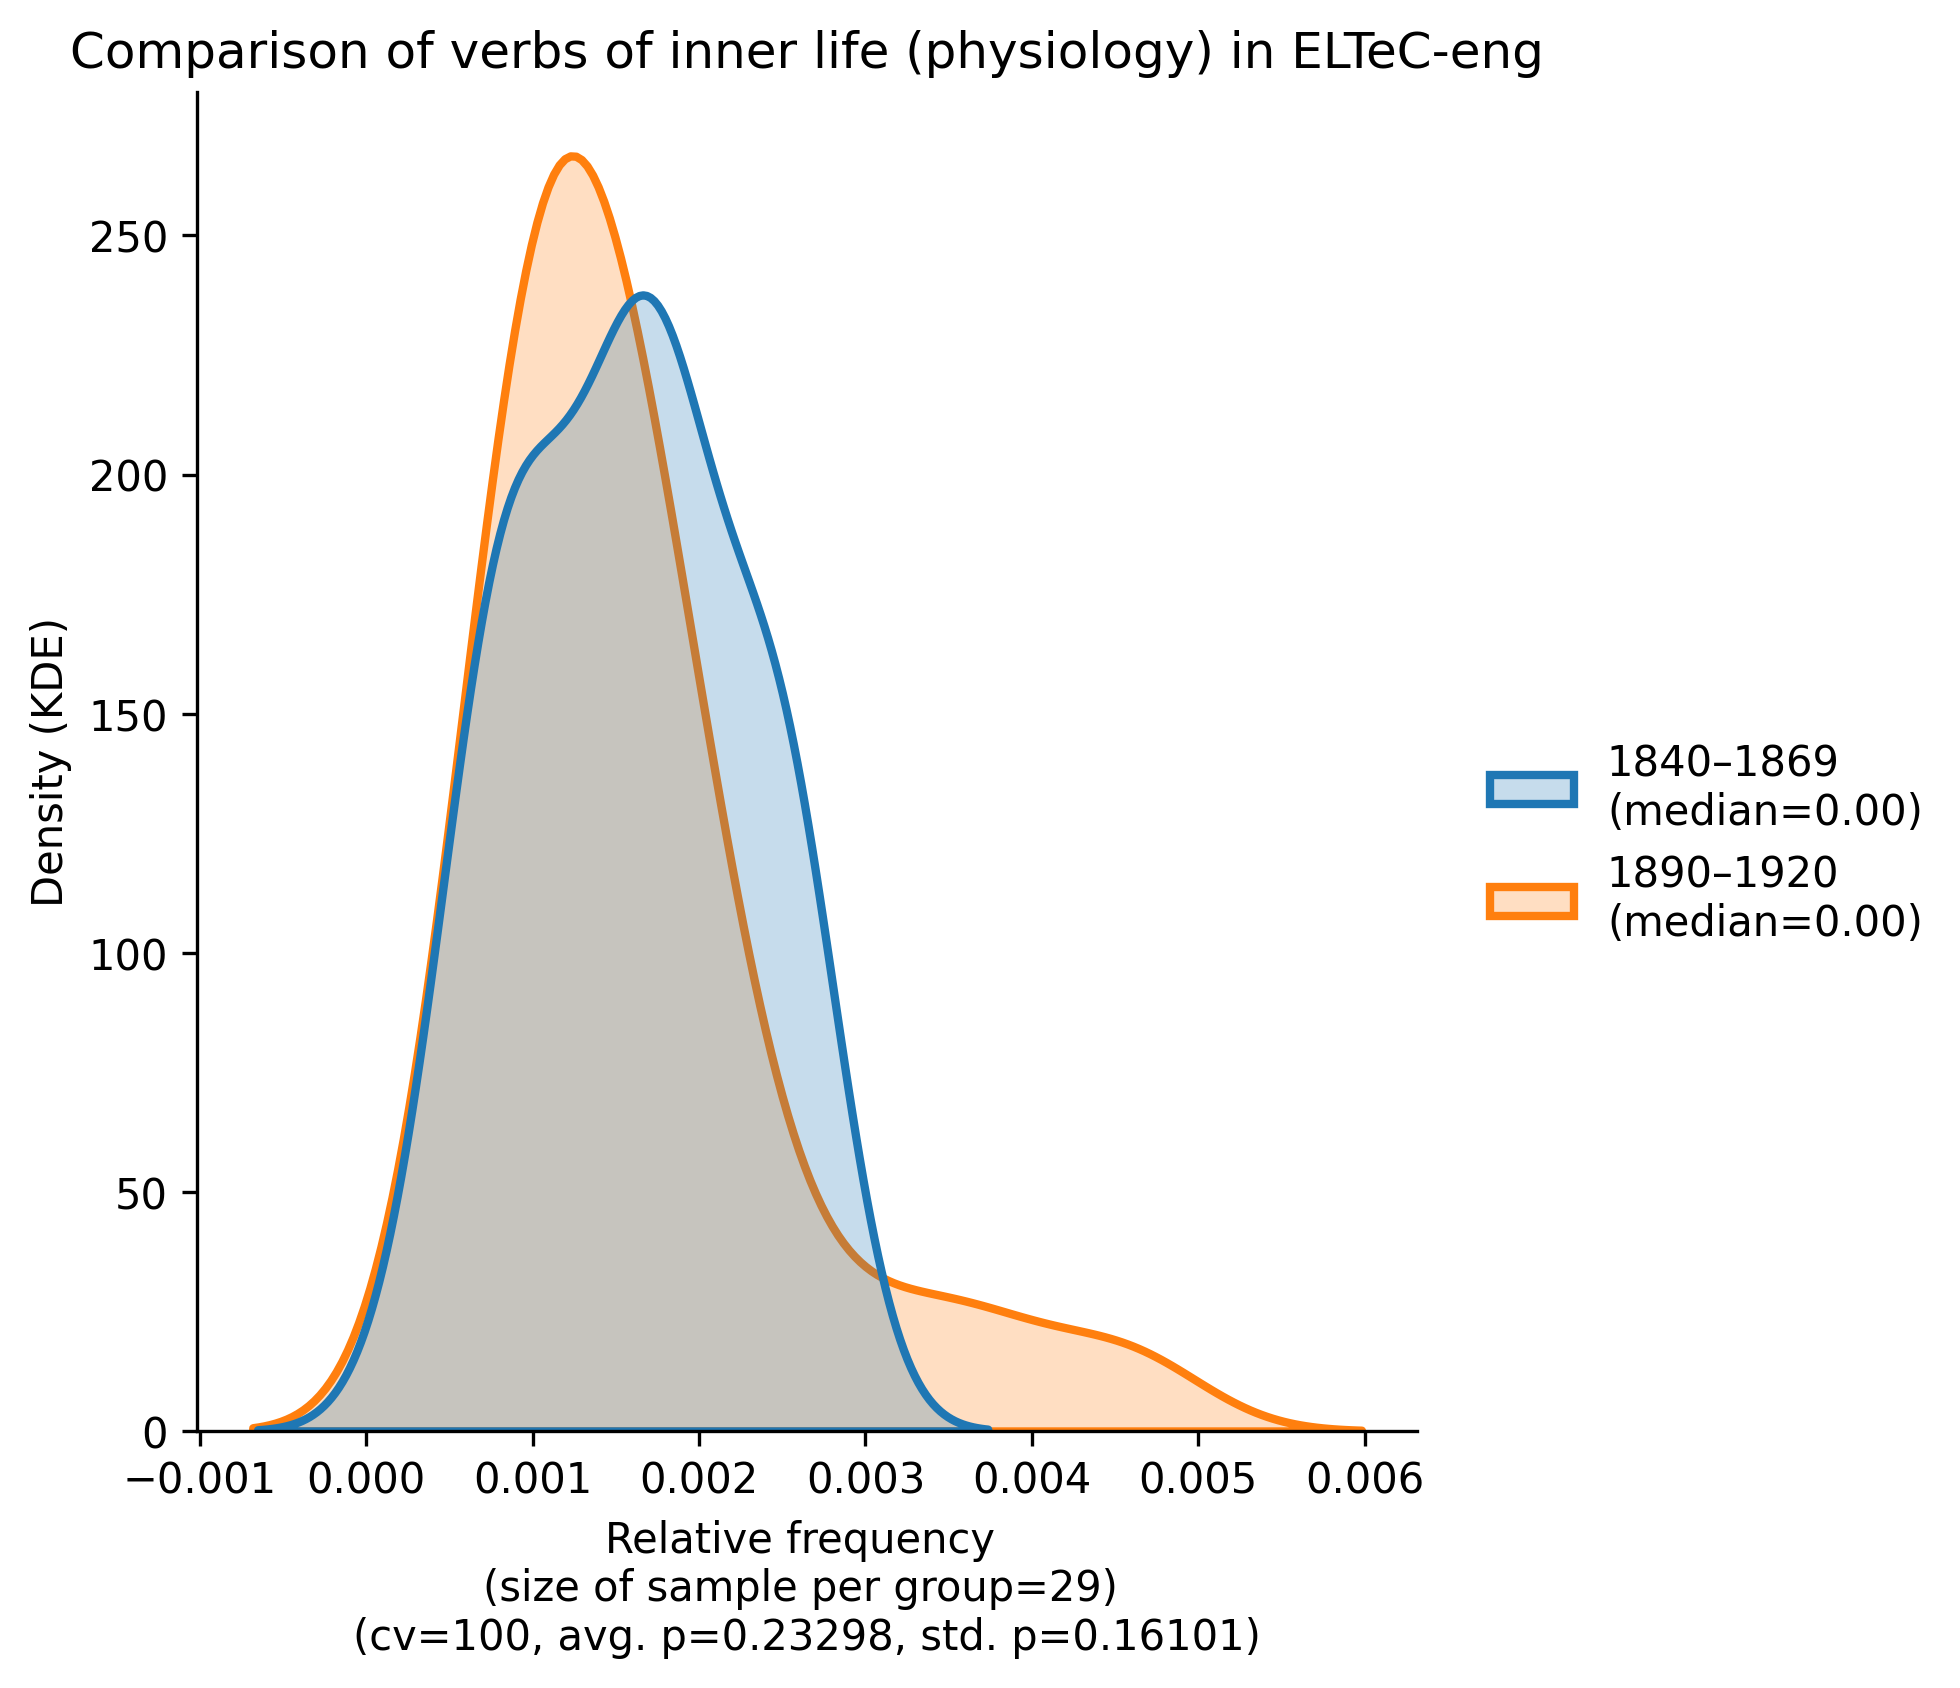 Comparison of verbs of inner life (physiology) in ELTeC-eng
Density (KDE)
250
200
150
100
50
0
−0.001 0.000 0.001 0.002 0.003 0.004 0.005 0.006
Relative frequency
(size of sample per group=29)
(cv=100, avg. p=0.23298, std. p=0.16101)
1840–1869
(median=0.00)
1890–1920
(median=0.00)